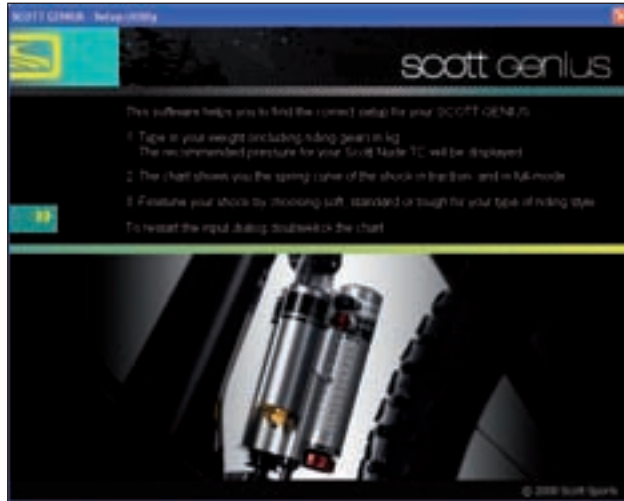 SCOTT GENIUS - Setup Utility
scott genius
This software helps you to find the correct setup for your SCOTT GENIUS
1. Type in your weight (including riding gear) in kg
The recommended pressure for your Scott Nude TC will be displayed
2. The chart shows you the spring curve of the shock in traction- and in full-mode
3. Finetune your shock by choosing soft, standard or tough for your type of riding style
To restart the input dialog doubleklick the chart
© 2008 Scott Sports